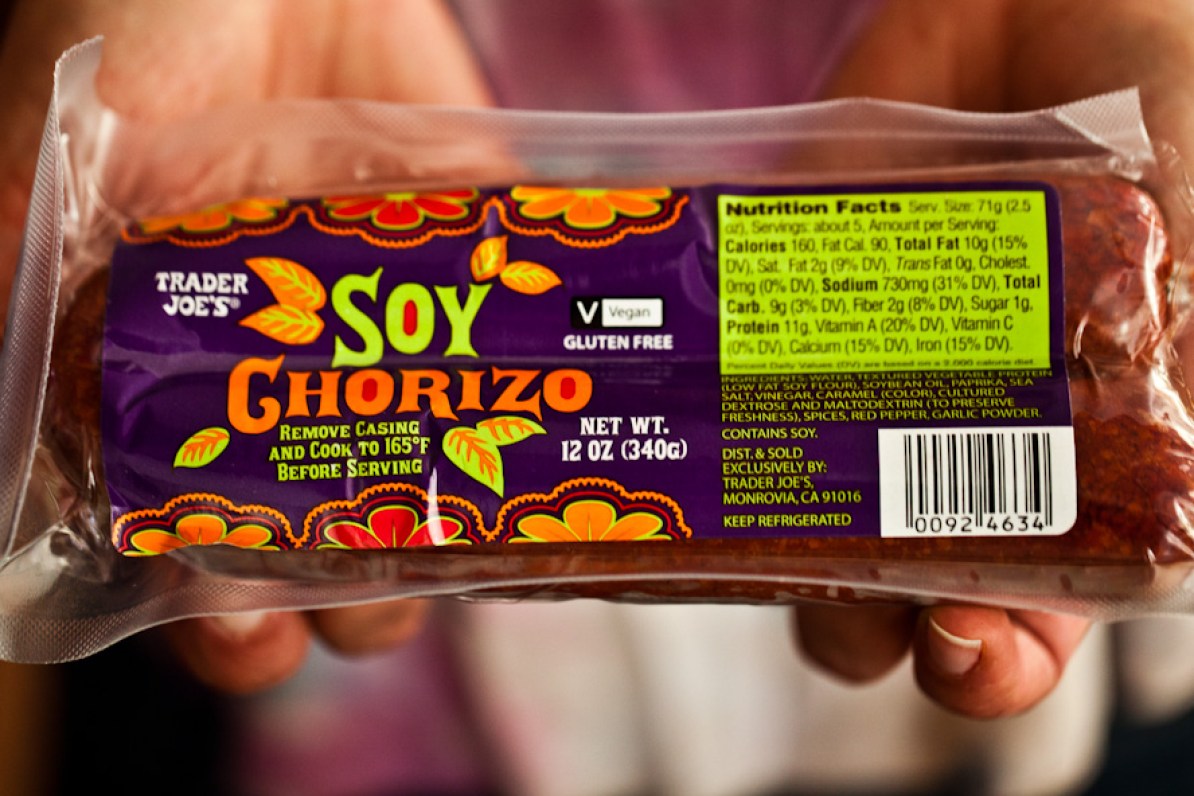 TRADER
JOE'S®
SOY
CHORIZO
REMOVE CASING
AND COOK TO 165°F
BEFORE SERVING
V Vegan
GLUTEN FREE
NET WT.
12 OZ (340G)
Nutrition Facts Serv. Size: 71g (2.5
oz), Servings: about 5, Amount per Serving:
Calories 160, Fat Cal. 90, Total Fat 10g (15%
DV), Sat. Fat 2g (9% DV), Trans Fat 0g, Cholest.
0mg (0% DV), Sodium 730mg (31% DV), Total
Carb. 9g (3% DV), Fiber 2g (8% DV), Sugar 1g,
Protein 11g, Vitamin A (20% DV), Vitamin C
(0% DV), Calcium (15% DV), Iron (15% DV).
Percent Daily Values (DV) are based on a 2,000 calorie diet
INGREDIENTS: WATER, TEXTURED VEGETABLE PROTEIN
(LOW FAT SOY FLOUR), SOYBEAN OIL, PAPRIKA, SEA
SALT, VINEGAR, CARAMEL (COLOR), CULTURED
DEXTROSE AND MALTODEXTRIN (TO PRESERVE
FRESHNESS), SPICES, RED PEPPER, GARLIC POWDER.
CONTAINS SOY.
DIST. & SOLD
EXCLUSIVELY BY:
TRADER JOE'S,
MONROVIA, CA 91016
KEEP REFRIGERATED
0092 4634